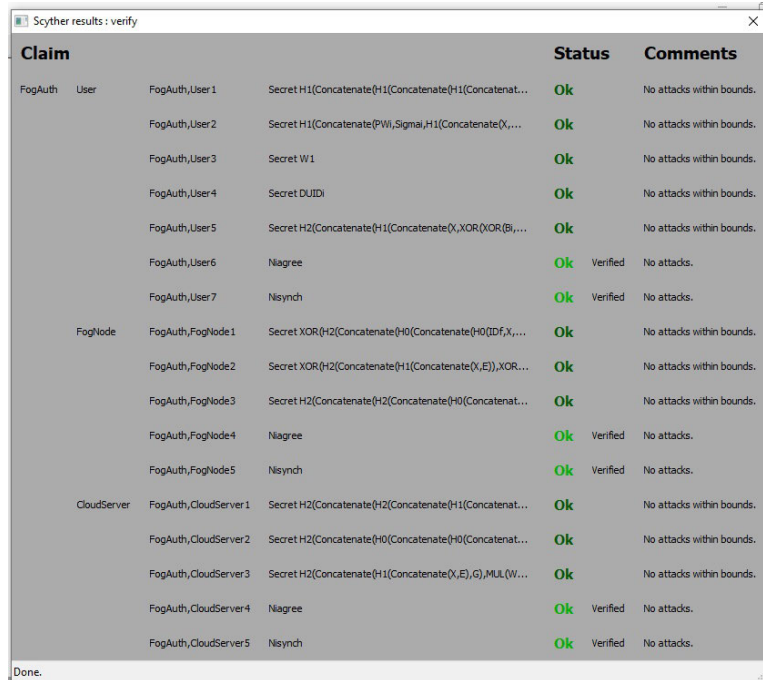 Scyther results : verify
Claim Status Comments
FogAuth User FogAuth,User1 Secret H1(Concatenate(H1(Concatenate(H1(Concatenat... Ok No attacks within bounds.
FogAuth,User2 Secret H1(Concatenate(PWi,Sigmai,H1(Concatenate(X,... Ok No attacks within bounds.
FogAuth,User3 Secret W1 Ok No attacks within bounds.
FogAuth,User4 Secret DUIDi Ok No attacks within bounds.
FogAuth,User5 Secret H2(Concatenate(H1(Concatenate(X,XOR(XOR(Bi,... Ok No attacks within bounds.
FogAuth,User6 Niagree Ok Verified No attacks.
FogAuth,User7 Nisynch Ok Verified No attacks.
FogNode FogAuth,FogNode1 Secret XOR(H2(Concatenate(H0(Concatenate(H0(IDf,X,... Ok No attacks within bounds.
FogAuth,FogNode2 Secret XOR(H2(Concatenate(H1(Concatenate(X,E)),XOR... Ok No attacks within bounds.
FogAuth,FogNode3 Secret H2(Concatenate(H2(Concatenate(H0(Concatenat... Ok No attacks within bounds.
FogAuth,FogNode4 Niagree Ok Verified No attacks.
FogAuth,FogNode5 Nisynch Ok Verified No attacks.
CloudServer FogAuth,CloudServer1 Secret H2(Concatenate(H2(Concatenate(H1(Concatenat... Ok No attacks within bounds.
FogAuth,CloudServer2 Secret H2(Concatenate(H0(Concatenate(H0(Concatenat... Ok No attacks within bounds.
FogAuth,CloudServer3 Secret H2(Concatenate(H1(Concatenate(X,E),G),MUL(W... Ok No attacks within bounds.
FogAuth,CloudServer4 Niagree Ok Verified No attacks.
FogAuth,CloudServer5 Nisynch Ok Verified No attacks.
Done.